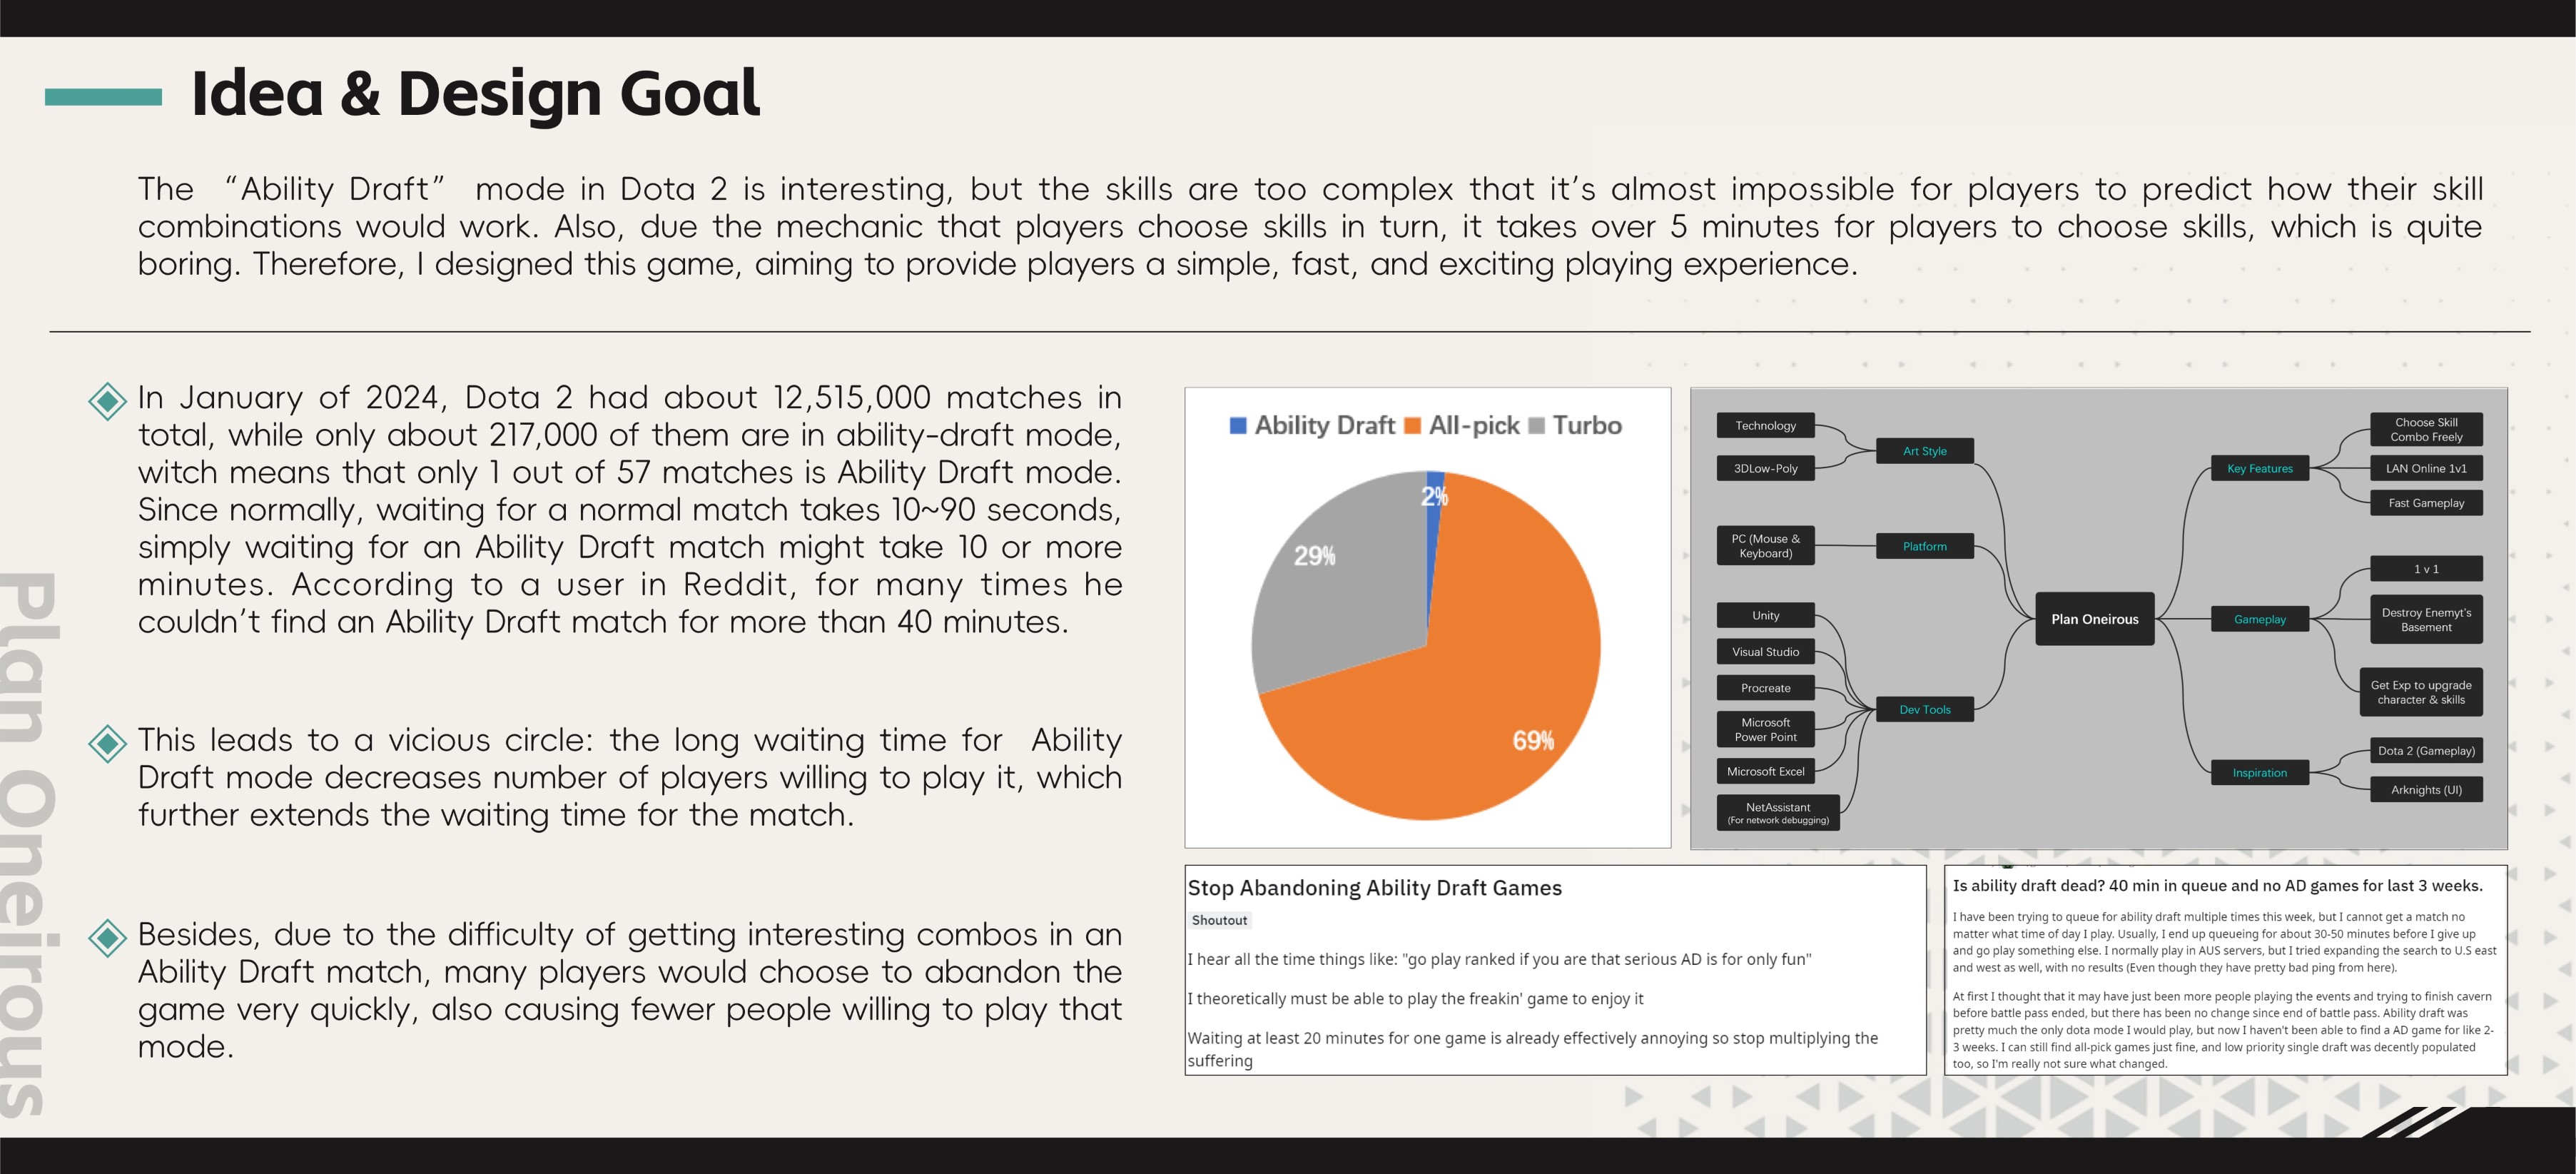 Idea & Design Goal
The “Ability Draft” mode in Dota 2 is interesting, but the skills are too complex that it’s almost impossible for players to predict how their skill
combinations would work. Also, due the mechanic that players choose skills in turn, it takes over 5 minutes for players to choose skills, which is quite
boring. Therefore, I designed this game, aiming to provide players a simple, fast, and exciting playing experience.
In January of 2024, Dota 2 had about 12,515,000 matches in
total, while only about 217,000 of them are in ability-draft mode,
witch means that only 1 out of 57 matches is Ability Draft mode.
Since normally, waiting for a normal match takes 10~90 seconds,
simply waiting for an Ability Draft match might take 10 or more
minutes. According to a user in Reddit, for many times he
couldn’t find an Ability Draft match for more than 40 minutes.
This leads to a vicious circle: the long waiting time for Ability
Draft mode decreases number of players willing to play it, which
further extends the waiting time for the match.
Besides, due to the difficulty of getting interesting combos in an
Ability Draft match, many players would choose to abandon the
game very quickly, also causing fewer people willing to play that
mode.
Plan Oneirous
Ability Draft All-pick Turbo
2%
29%
69%
Technology
3DLow-Poly
Art Style
PC (Mouse &
Keyboard)
Platform
Unity
Visual Studio
Procreate
Microsoft
Power Point
Microsoft Excel
NetAssistant
(For network debugging)
Dev Tools
Plan Oneirous
Key Features
Choose Skill
Combo Freely
LAN Online 1v1
Fast Gameplay
Gameplay
1 v 1
Destroy Enemyt's
Basement
Get Exp to upgrade
character & skills
Inspiration
Dota 2 (Gameplay)
Arknights (UI)
Stop Abandoning Ability Draft Games
Shoutout
I hear all the time things like: "go play ranked if you are that serious AD is for only fun"
I theoretically must be able to play the freakin' game to enjoy it
Waiting at least 20 minutes for one game is already effectively annoying so stop multiplying the
suffering
Is ability draft dead? 40 min in queue and no AD games for last 3 weeks.
I have been trying to queue for ability draft multiple times this week, but I cannot get a match no
matter what time of day I play. Usually, I end up queueing for about 30-50 minutes before I give up
and go play something else. I normally play in AUS servers, but I tried expanding the search to U.S east
and west as well, with no results (Even though they have pretty bad ping from here).
At first I thought that it may have just been more people playing the events and trying to finish cavern
before battle pass ended, but there has been no change since end of battle pass. Ability draft was
pretty much the only dota mode I would play, but now I haven't been able to find a AD game for like 2-
3 weeks. I can still find all-pick games just fine, and low priority single draft was decently populated
too, so I'm really not sure what changed.